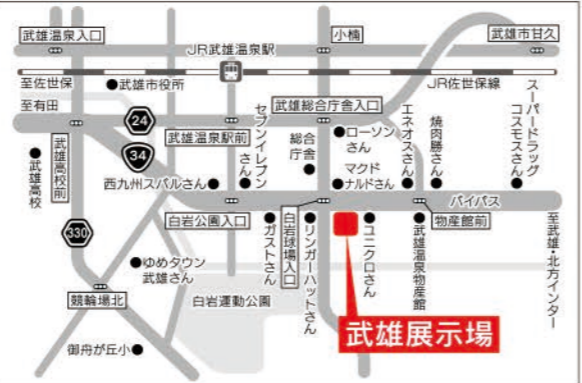 武雄温泉入口
JR武雄温泉駅
小楠
武雄市甘久
至佐世保
武雄市役所
JR佐世保線
至有田
24
武雄温泉駅前
武雄総合庁舎入口
34
武雄高校
武雄高校前
西九州スバルさん
セブンイレブン
さん
総合
庁舎
ローソン
さん
マクド
ナルドさん
エネオスさん
焼肉勝さん
スーパードラッグ
コスモスさん
バイパス
白岩公園入口
白岩球場入口
物産館前
330
ゆめタウン
武雄さん
ガストさん
リンガーハットさん
ユニクロさん
武雄温泉物産館
至武雄・北方インター
競輪場北
白岩運動公園
御舟が丘小
武雄展示場